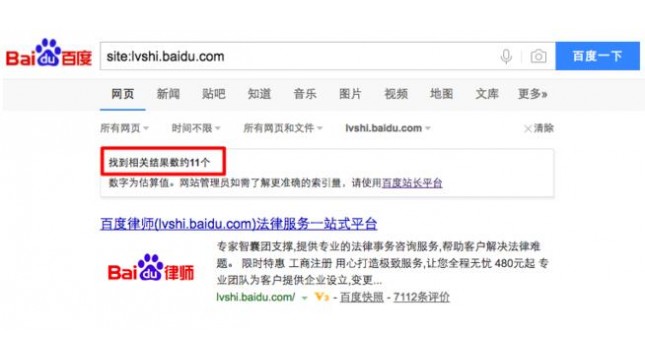 Bai du 百度 site:lvshi.baidu.com 百度一下
网页 新闻 贴吧 知道 音乐 图片 视频 地图 文库 更多»
所有网页 时间不限 所有网页和文件 lvshi.baidu.com ×清除
找到相关结果数约11个
数字为估算值。网站管理员如需了解更准确的索引量，请使用百度站长平台
百度律师(lvshi.baidu.com)法律服务一站式平台
专家智囊团支撑,提供专业的法律事务咨询服务,帮助客户解决法律难
Bai du 律师 题。 限时特惠 工商注册 用心打造极致服务,让您全程无忧 480元起 专
业团队为客户提供企业设立,变更...
lvshi.baidu.com/ V3 - 百度快照 - 7112条评价